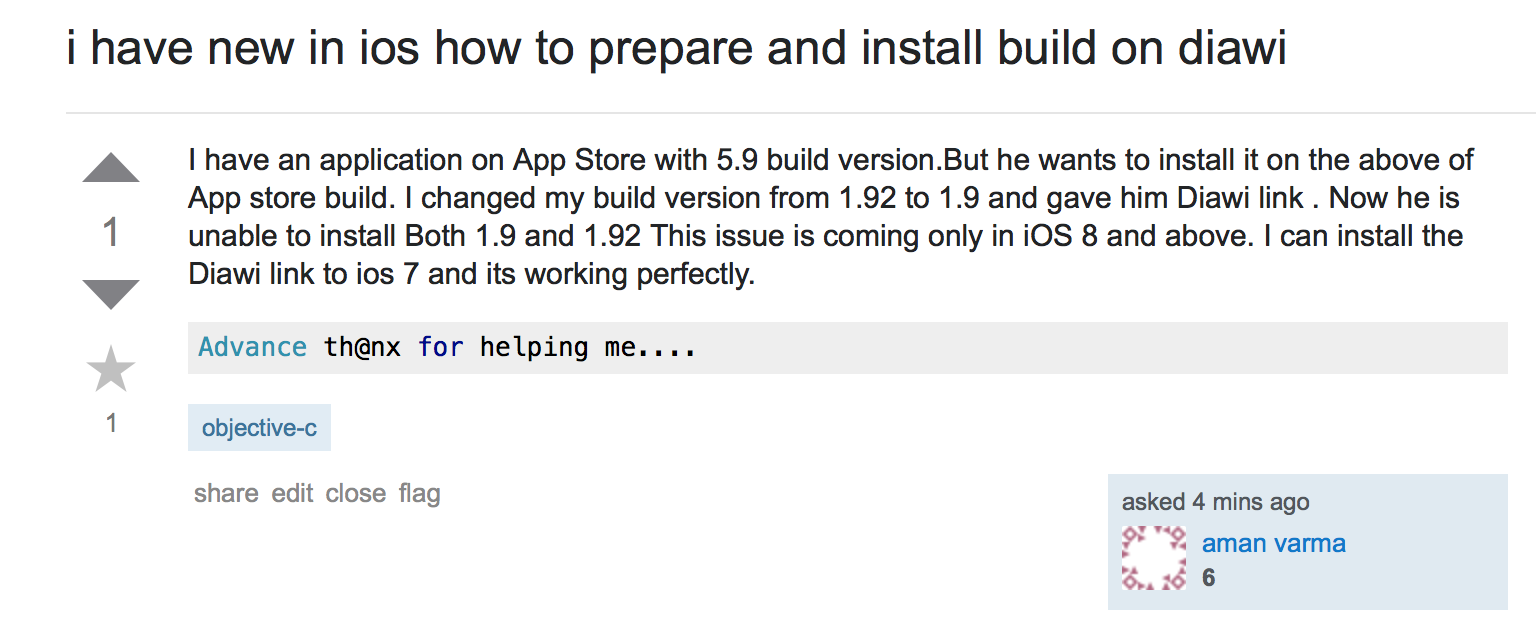 i have new in ios how to prepare and install build on diawi
I have an application on App Store with 5.9 build version.But he wants to install it on the above of
App store build. I changed my build version from 1.92 to 1.9 and gave him Diawi link . Now he is
unable to install Both 1.9 and 1.92 This issue is coming only in iOS 8 and above. I can install the
Diawi link to ios 7 and its working perfectly.
1
Advance th@nx for helping me....
1
objective-c
share edit close flag
asked 4 mins ago
aman varma
6